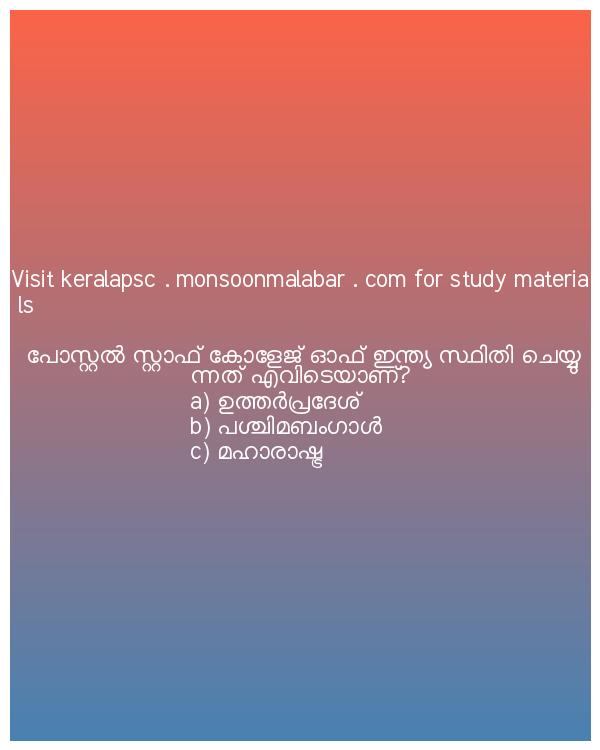 Visit keralapsc . monsoonmalabar . com for study materia
ls
പോസ്റ്റൽ സ്റ്റാഫ് കോളേജ് ഓഫ് ഇന്ത്യ സ്ഥിതി ചെയ്യു
ന്നത് എവിടെയാണ്?
a) ഉത്തർപ്രദേശ്
b) പശ്ചിമബംഗാൾ
c) മഹാരാഷ്ട്ര